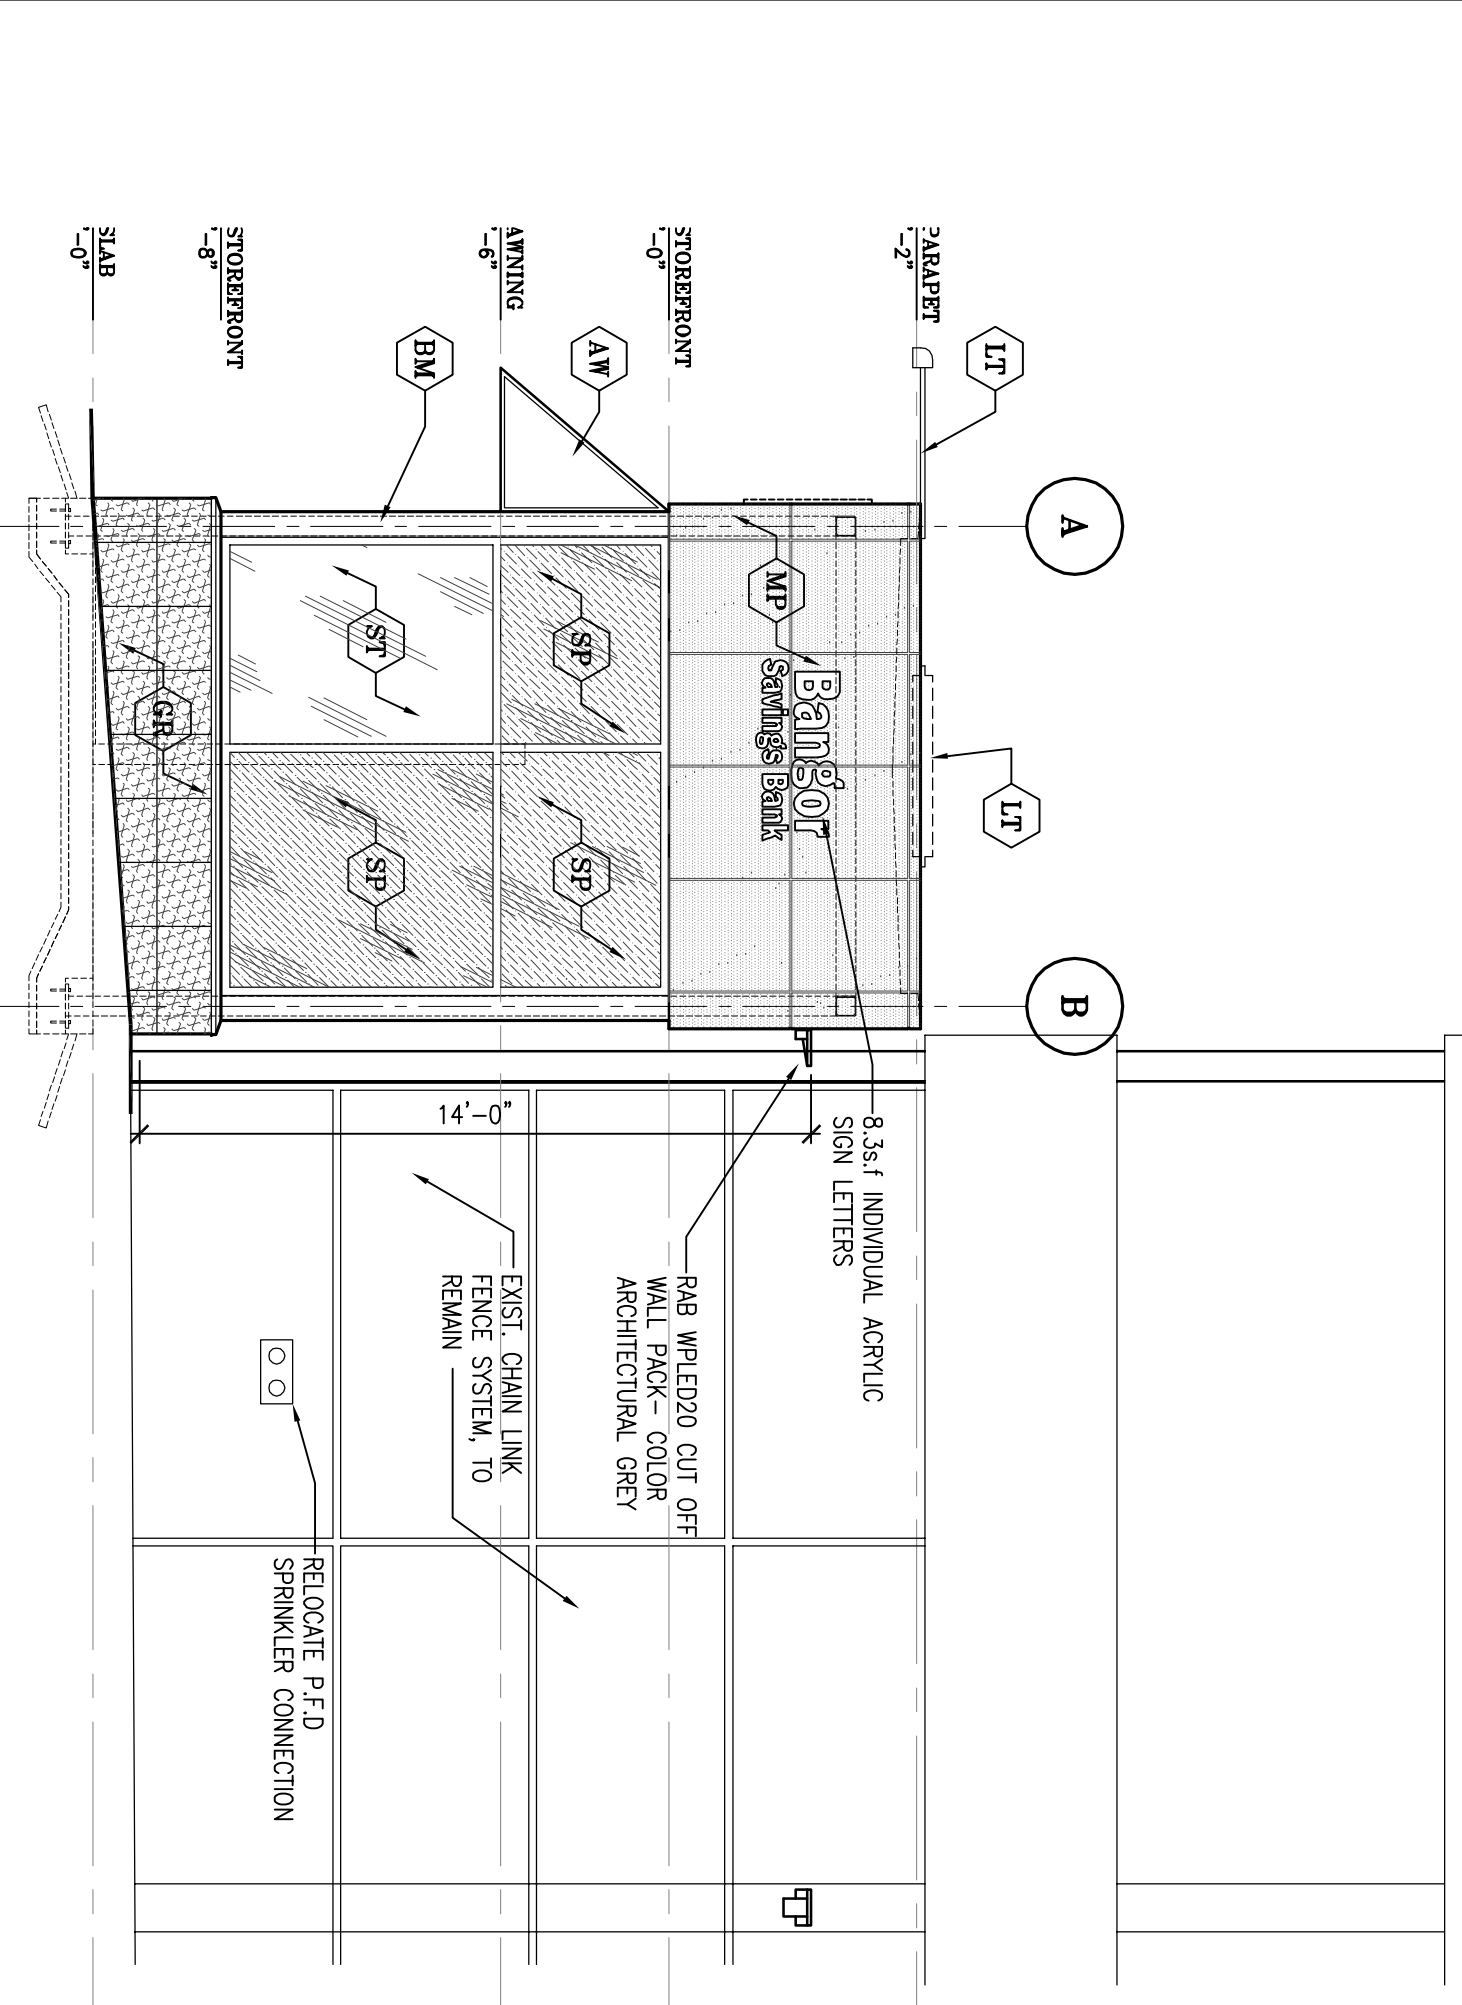 A
B
LT
LT
PARAPET
'-2"
MP
Bangor
Savings Bank
8.3s.f INDIVIDUAL ACRYLIC
SIGN LETTERS
STOREFRONT
'-0"
AW
SP
SP
RAB WPLED20 CUT OFF
WALL PACK- COLOR
ARCHITECTURAL GREY
AWNING
'-6"
14'-0"
EXIST. CHAIN LINK
FENCE SYSTEM, TO
REMAIN
BM
ST
SP
STOREFRONT
'-8"
RELOCATE P.F.D
SPRINKLER CONNECTION
GR
SLAB
'-0"